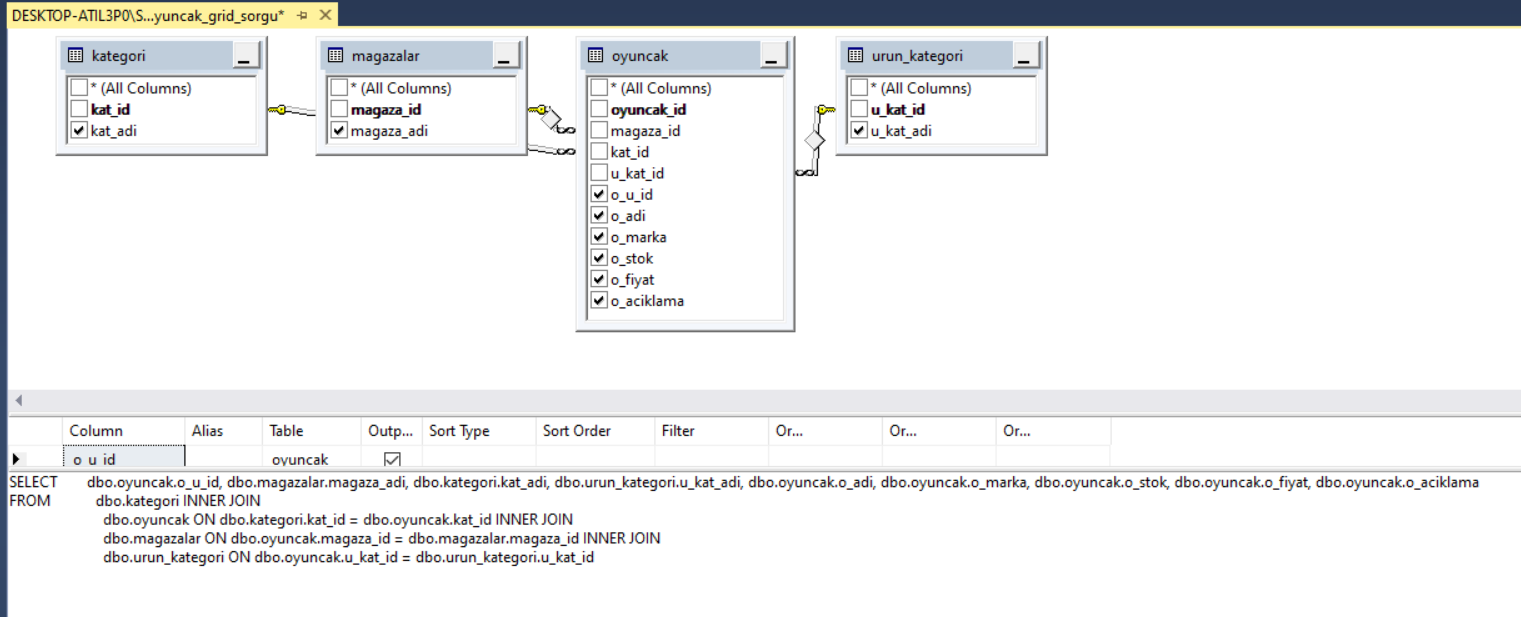 DESKTOP-ATIL3P0\S...yuncak_grid_sorgu*
kategori
* (All Columns)
kat_id
kat_adi
magazalar
* (All Columns)
magaza_id
magaza_adi
oyuncak
* (All Columns)
oyuncak_id
magaza_id
kat_id
u_kat_id
o_u_id
o_adi
o_marka
o_stok
o_fiyat
o_aciklama
urun_kategori
* (All Columns)
u_kat_id
u_kat_adi
Column Alias Table Outp... Sort Type Sort Order Filter Or... Or... Or...
o_u_id oyuncak
SELECT dbo.oyuncak.o_u_id, dbo.magazalar.magaza_adi, dbo.kategori.kat_adi, dbo.urun_kategori.u_kat_adi, dbo.oyuncak.o_adi, dbo.oyuncak.o_marka, dbo.oyuncak.o_stok, dbo.oyuncak.o_fiyat, dbo.oyuncak.o_aciklama
FROM dbo.kategori INNER JOIN
dbo.oyuncak ON dbo.kategori.kat_id = dbo.oyuncak.kat_id INNER JOIN
dbo.magazalar ON dbo.oyuncak.magaza_id = dbo.magazalar.magaza_id INNER JOIN
dbo.urun_kategori ON dbo.oyuncak.u_kat_id = dbo.urun_kategori.u_kat_id